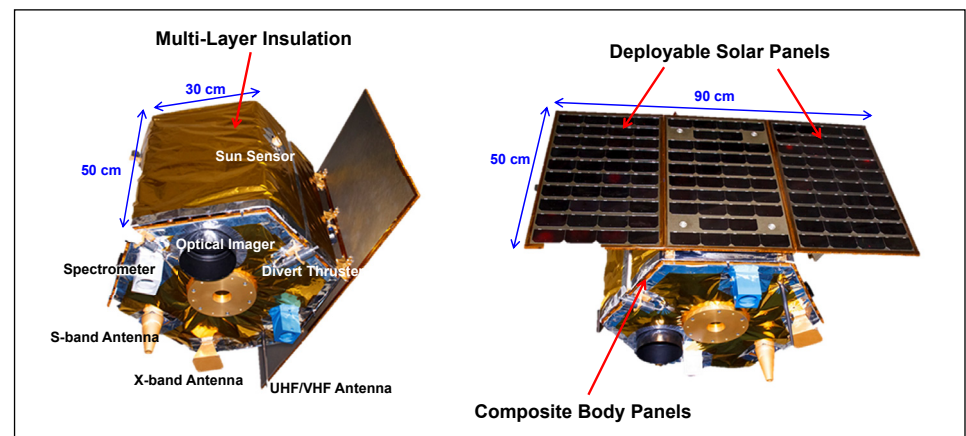 Multi-Layer Insulation
30 cm
50 cm
Sun Sensor
Optical Imager
Spectrometer
Divert Thruster
S-band Antenna
X-band Antenna
UHF/VHF Antenna
Deployable Solar Panels
90 cm
50 cm
Composite Body Panels